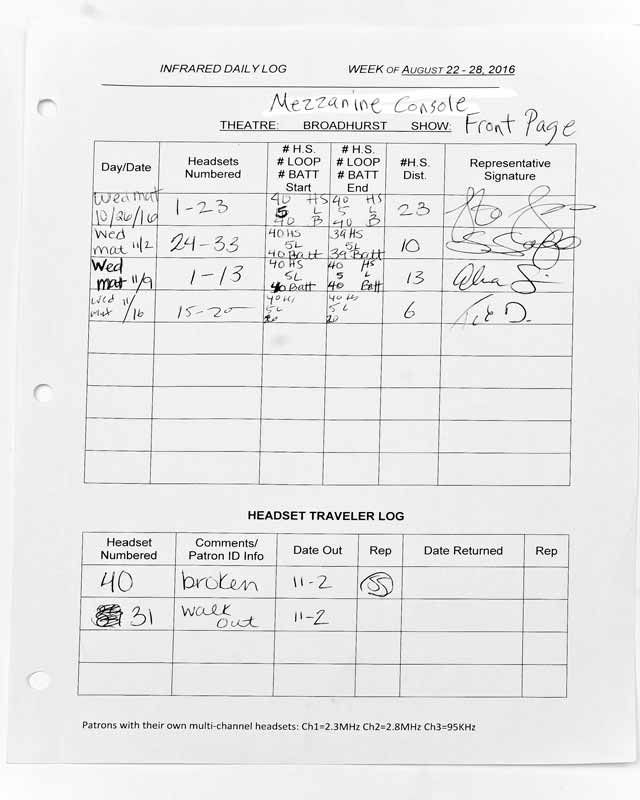 INFRARED DAILY LOG WEEK OF AUGUST 22 - 28, 2016
Mezzanine Console
THEATRE: BROADHURST SHOW: Front Page
Day/Date
Headsets
Numbered
# H.S.
# LOOP
# BATT
Start
# H.S.
# LOOP
# BATT
End
#H.S.
Dist.
Representative
Signature
Wed mat
10/26/16
1-23
40 HS
5 L
40 B
40 HS
5 L
40 B
23
Wed
mat 11/2
24-33
40 HS
5L
40 Batt
39 HS
5L
39 Batt
10
Wed
mat 11/9
1-13
40 HS
5L
40 Batt
40 HS
5 L
40 Batt
13
Wed 11/16
mat
15-20
40 HS
5L
20
40 HS
5L
20
6
HEADSET TRAVELER LOG
Headset
Numbered
Comments/
Patron ID Info
Date Out
Rep
Date Returned
Rep
40
broken
11-2
SS
31
walk
out
11-2
Patrons with their own multi-channel headsets: Ch1=2.3MHz Ch2=2.8MHz Ch3=95KHz